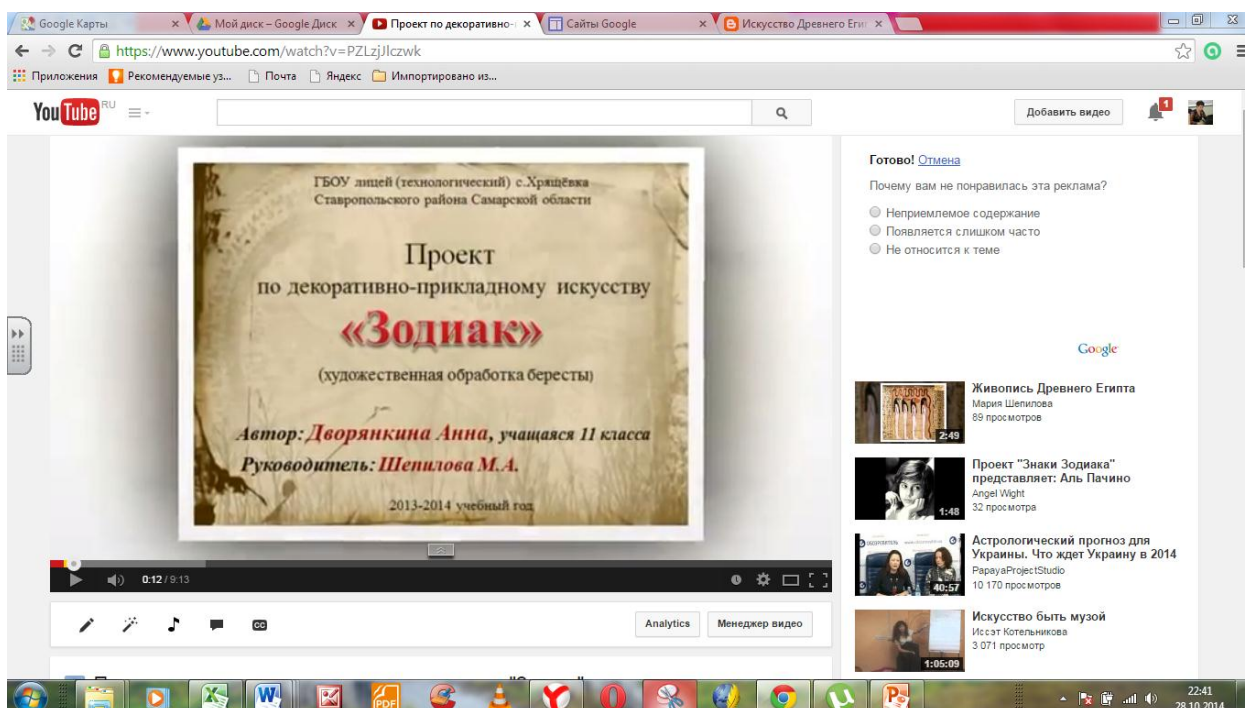 Google Карты
Мой диск – Google Диск
Проект по декоративно-
Сайты Google
Искусство Древнего Еги
https://www.youtube.com/watch?v=PZLzjJlczwk
Приложения
Рекомендуемые уз...
Почта
Яндекс
Импортировано из...
YouTube RU
Добавить видео
1
ГБОУ лицей (технологический) с.Хрящёвка
Ставропольского района Самарской области
Проект
по декоративно-прикладному искусству
«Зодиак»
(художественная обработка бересты)
Автор: Дворянкина Анна, учащаяся 11 класса
Руководитель: Шепилова М.А.
2013-2014 учебный год
0:12 / 9:13
CC
Analytics
Менеджер видео
Готово! Отмена
Почему вам не понравилась эта реклама?
Неприемлемое содержание
Появляется слишком часто
Не относится к теме
Google
Живопись Древнего Египта
Мария Шепилова
89 просмотров
2:49
Проект "Знаки Зодиака"
представляет: Аль Пачино
Angel Wight
32 просмотра
1:48
Астрологический прогноз для
Украины. Что ждет Украину в 2014
PapayaProjectStudio
10 170 просмотров
40:57
Искусство быть музой
Иссэт Котельникова
3 071 просмотр
1:05:09
PDF
22:41
28.10.2014